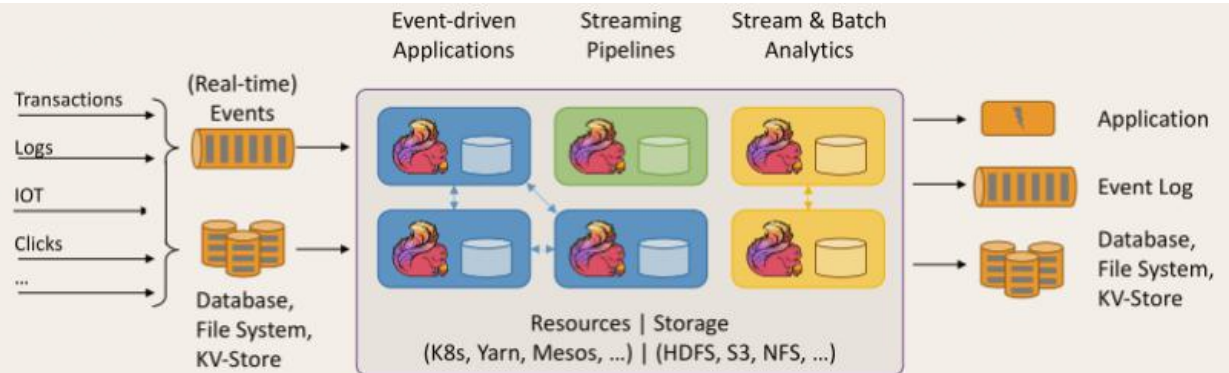 Event-driven
Applications
Streaming
Pipelines
Stream & Batch
Analytics
Transactions
Logs
IOT
Clicks
...
(Real-time)
Events
Database,
File System,
KV-Store
Resources | Storage
(K8s, Yarn, Mesos, ...) | (HDFS, S3, NFS, ...)
Application
Event Log
Database,
File System,
KV-Store